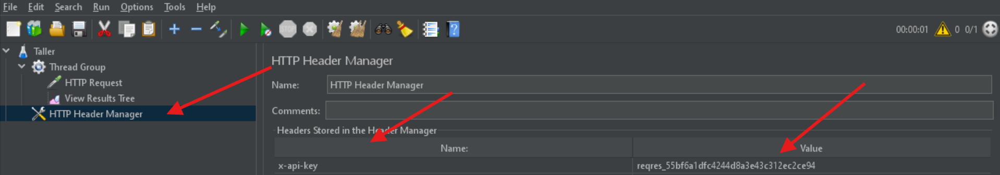 File Edit Search Run Options Tools Help
STOP
00:00:01 0 0/1
Taller
Thread Group
HTTP Request
View Results Tree
HTTP Header Manager
HTTP Header Manager
Name: HTTP Header Manager
Comments:
Headers Stored in the Header Manager
Name: Value
x-api-key reqres_55bf6a1dfc4244d8a3e43c312ec2ce94